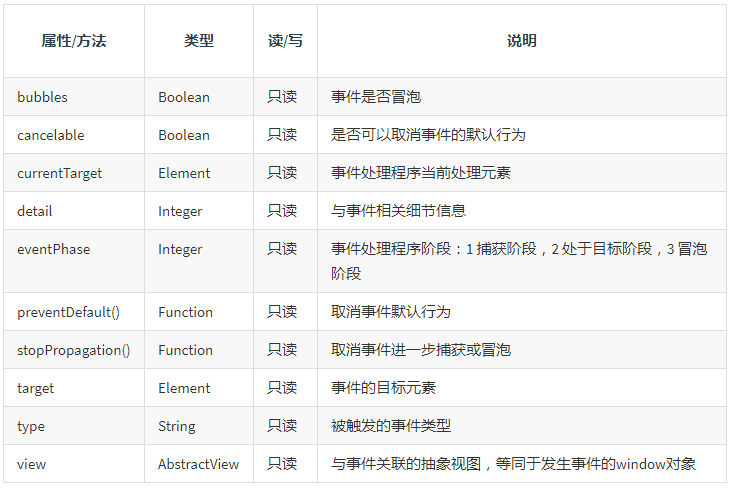 属性/方法 类型 读/写 说明
bubbles Boolean 只读 事件是否冒泡
cancelable Boolean 只读 是否可以取消事件的默认行为
currentTarget Element 只读 事件处理程序当前处理元素
detail Integer 只读 与事件相关细节信息
eventPhase Integer 只读 事件处理程序阶段：1 捕获阶段，2 处于目标阶段，3 冒泡
阶段
preventDefault() Function 只读 取消事件默认行为
stopPropagation() Function 只读 取消事件进一步捕获或冒泡
target Element 只读 事件的目标元素
type String 只读 被触发的事件类型
view AbstractView 只读 与事件关联的抽象视图，等同于发生事件的window对象